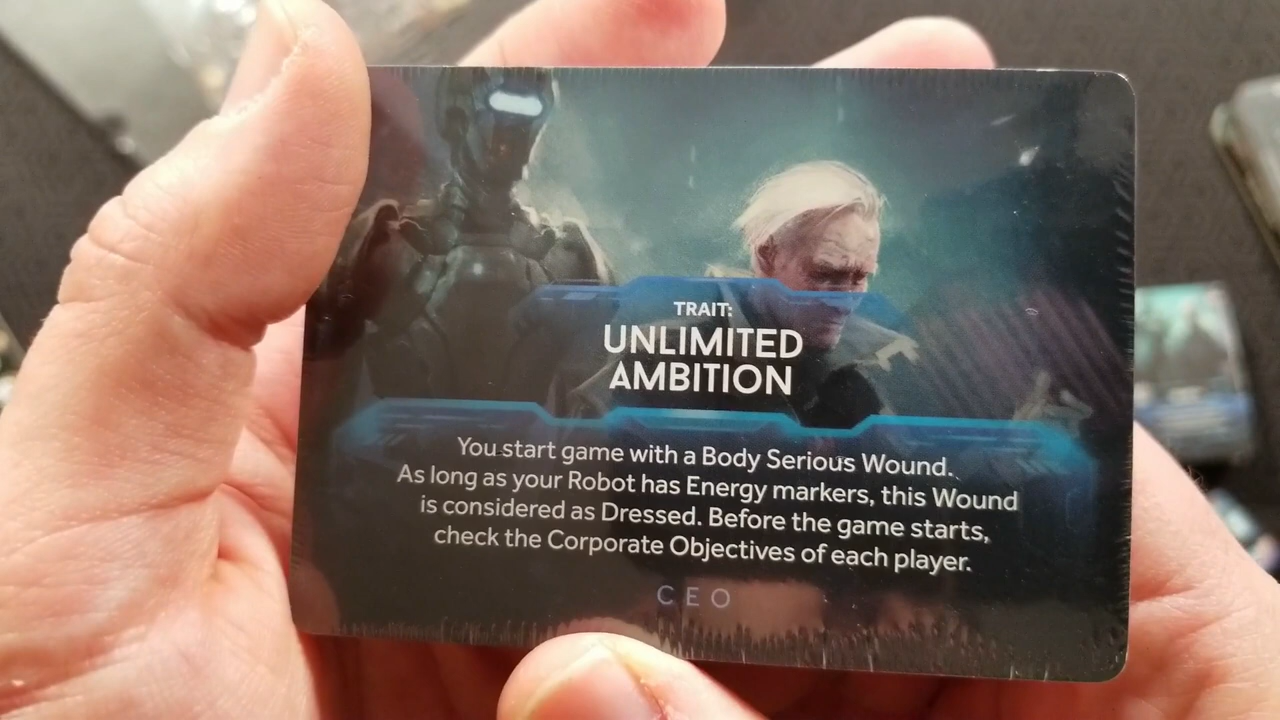 TRAIT:
UNLIMITED
AMBITION
You start game with a Body Serious Wound.
As long as your Robot has Energy markers, this Wound
is considered as Dressed. Before the game starts,
check the Corporate Objectives of each player.
CEO